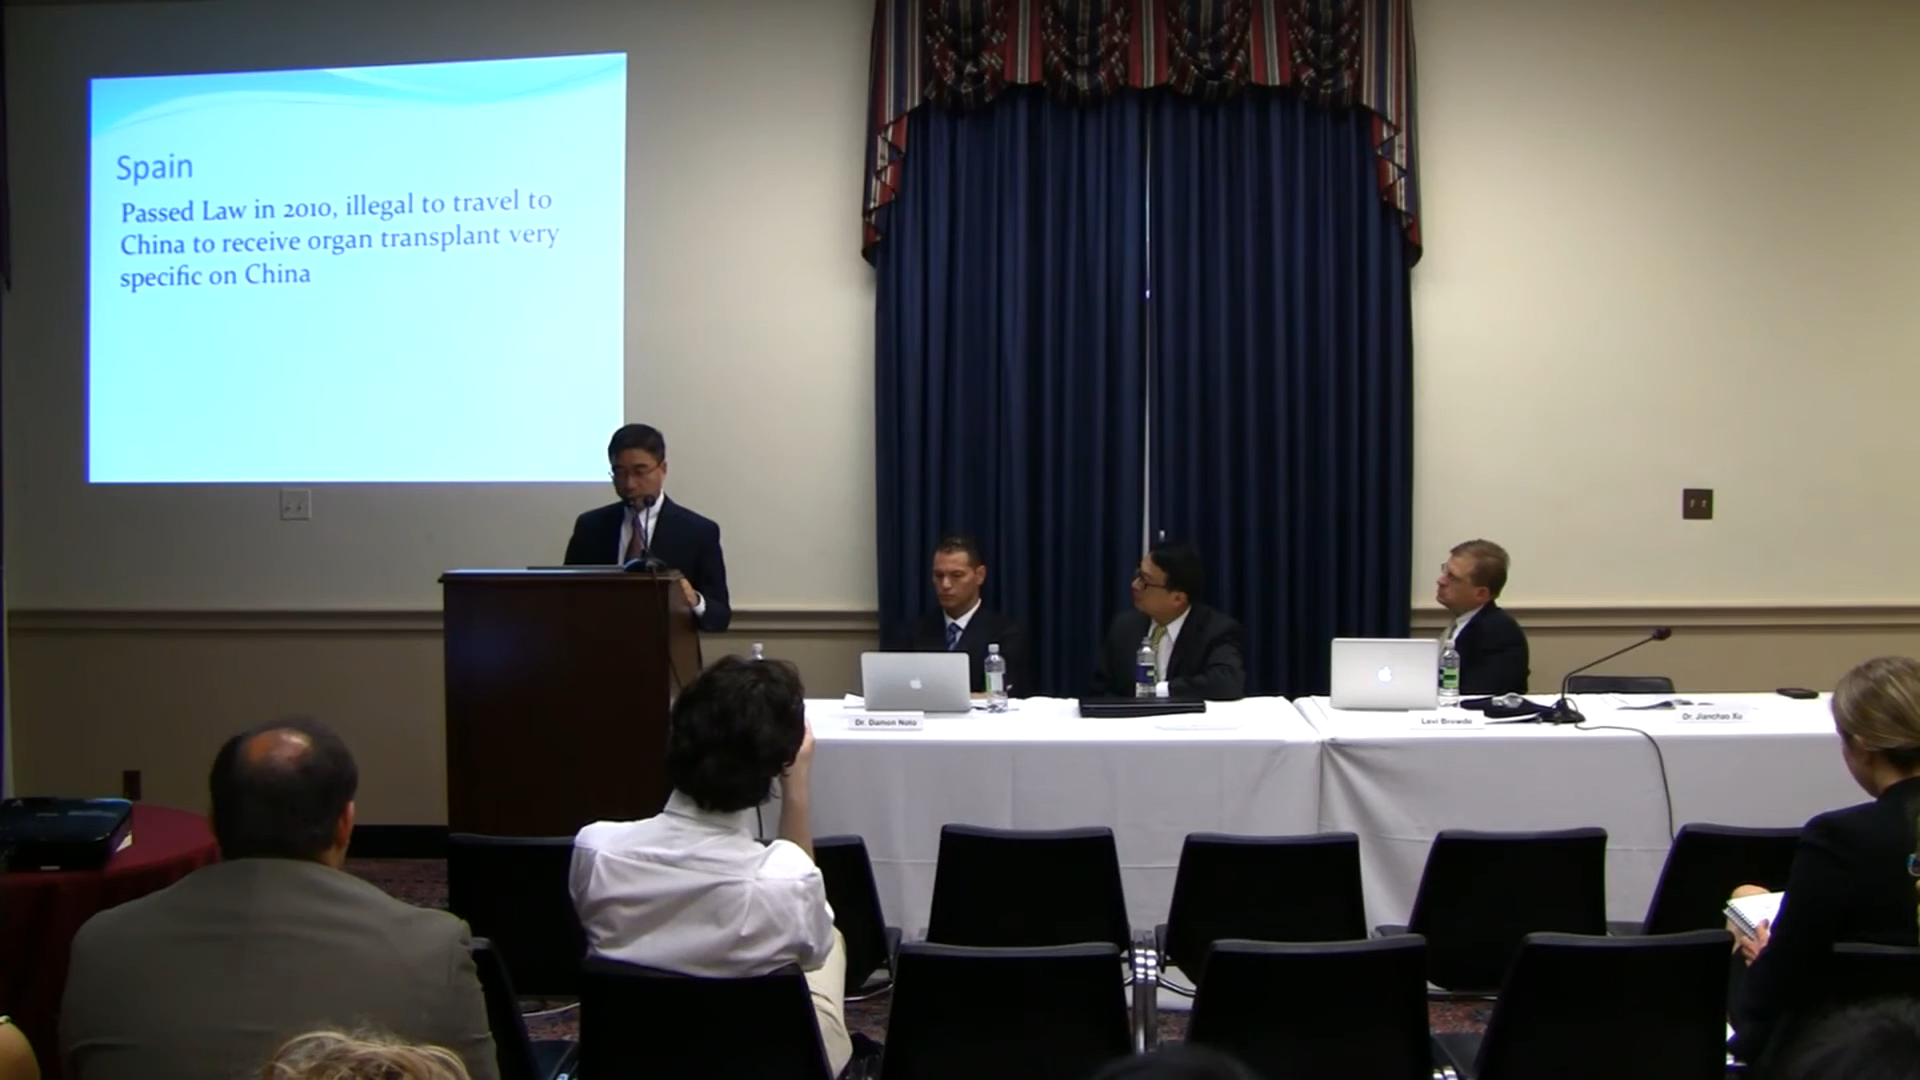 Spain
Passed Law in 2010, illegal to travel to
China to receive organ transplant very
specific on China
Dr. Damon Noto
Levi Browde
Dr. Jianchao Xu